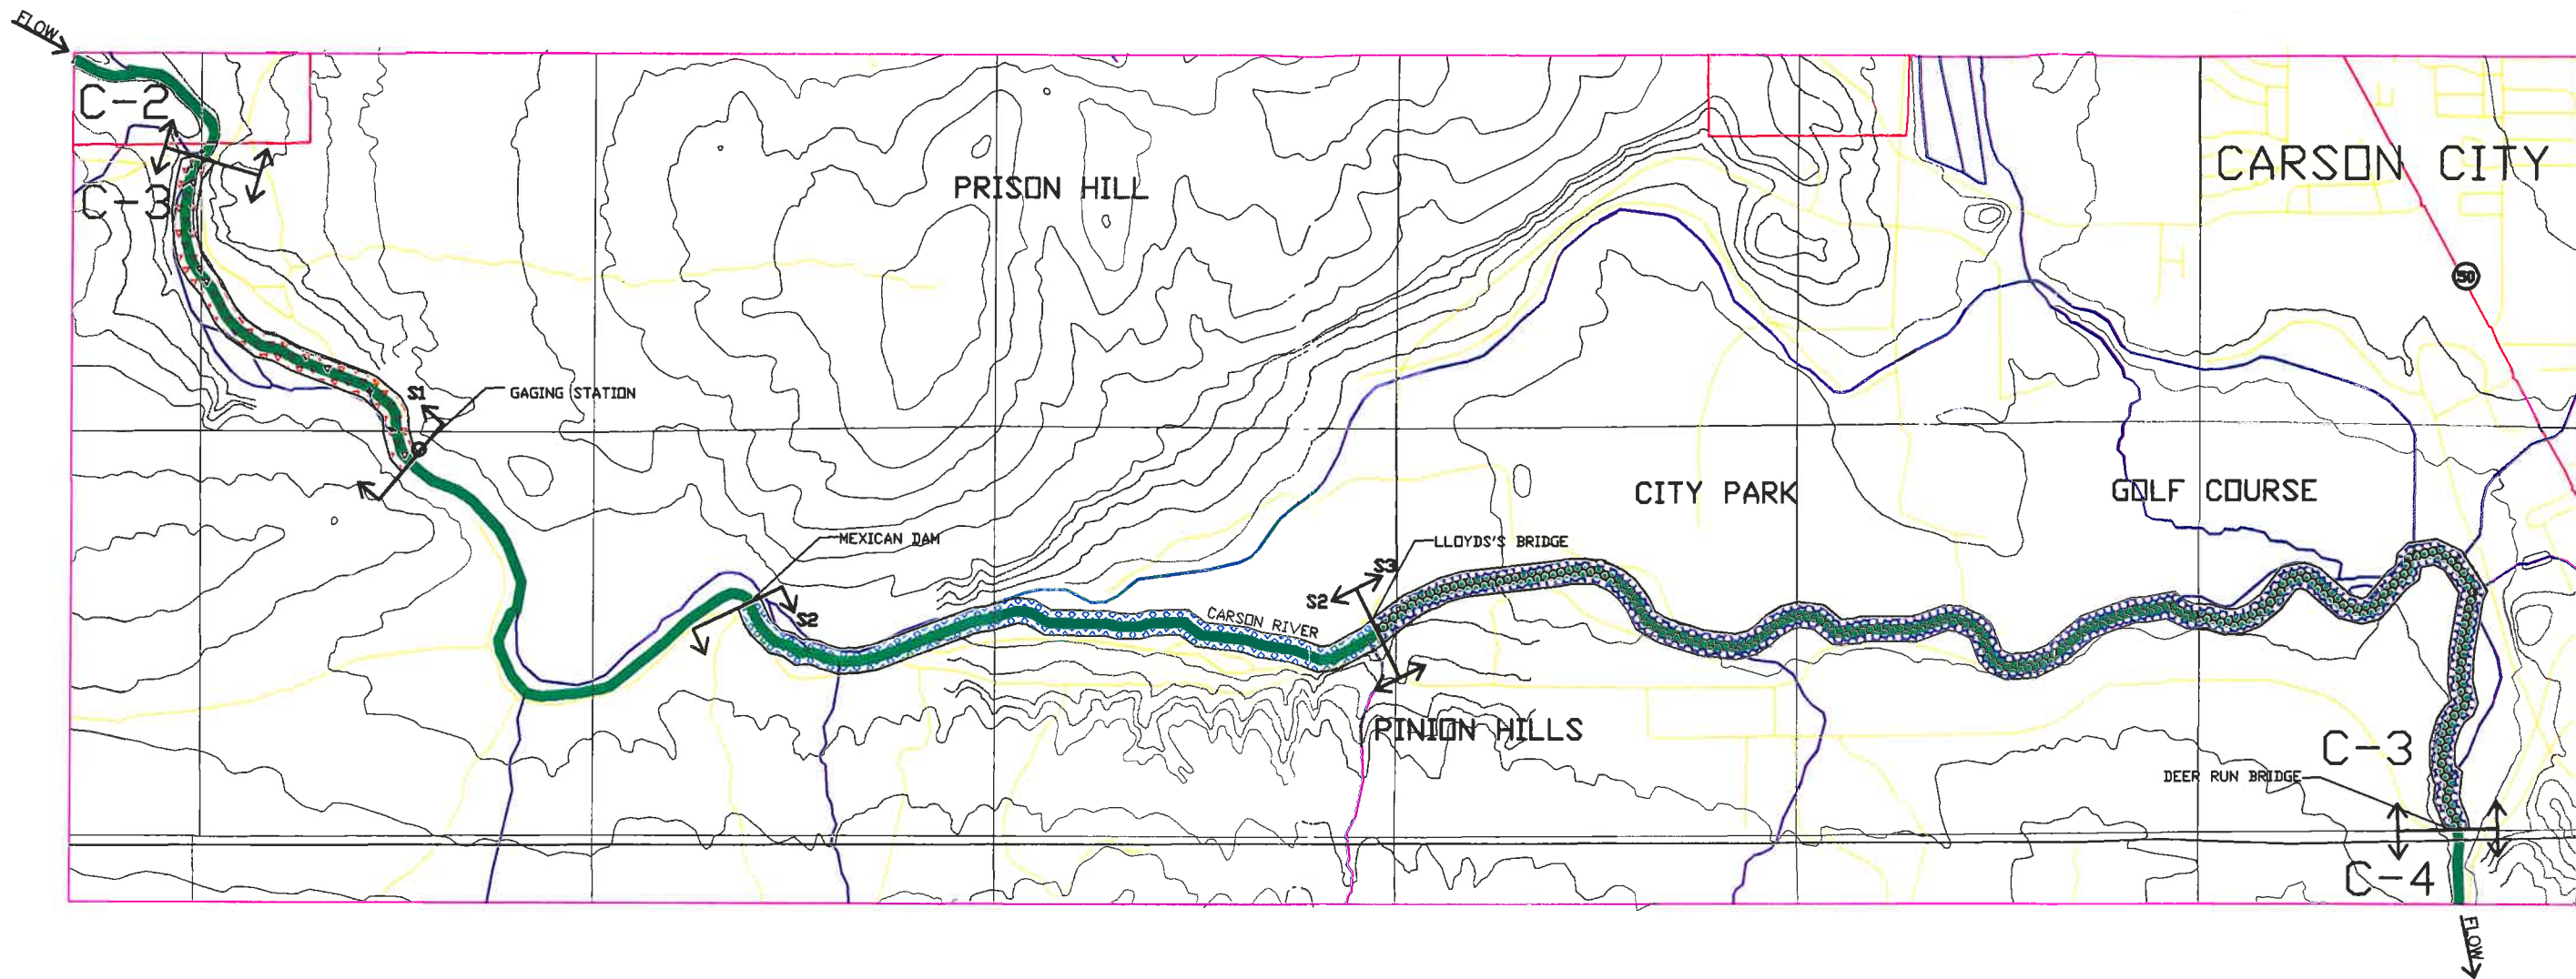 FLOW
C-2
C-3
PRISON HILL
CARSON CITY
50
S1
GAGING STATION
CITY PARK
GOLF COURSE
MEXICAN DAM
LLOYDS'S BRIDGE
S3
S2
S2
CARSON RIVER
PINION HILLS
C-3
DEER RUN BRIDGE
C-4
FLOW